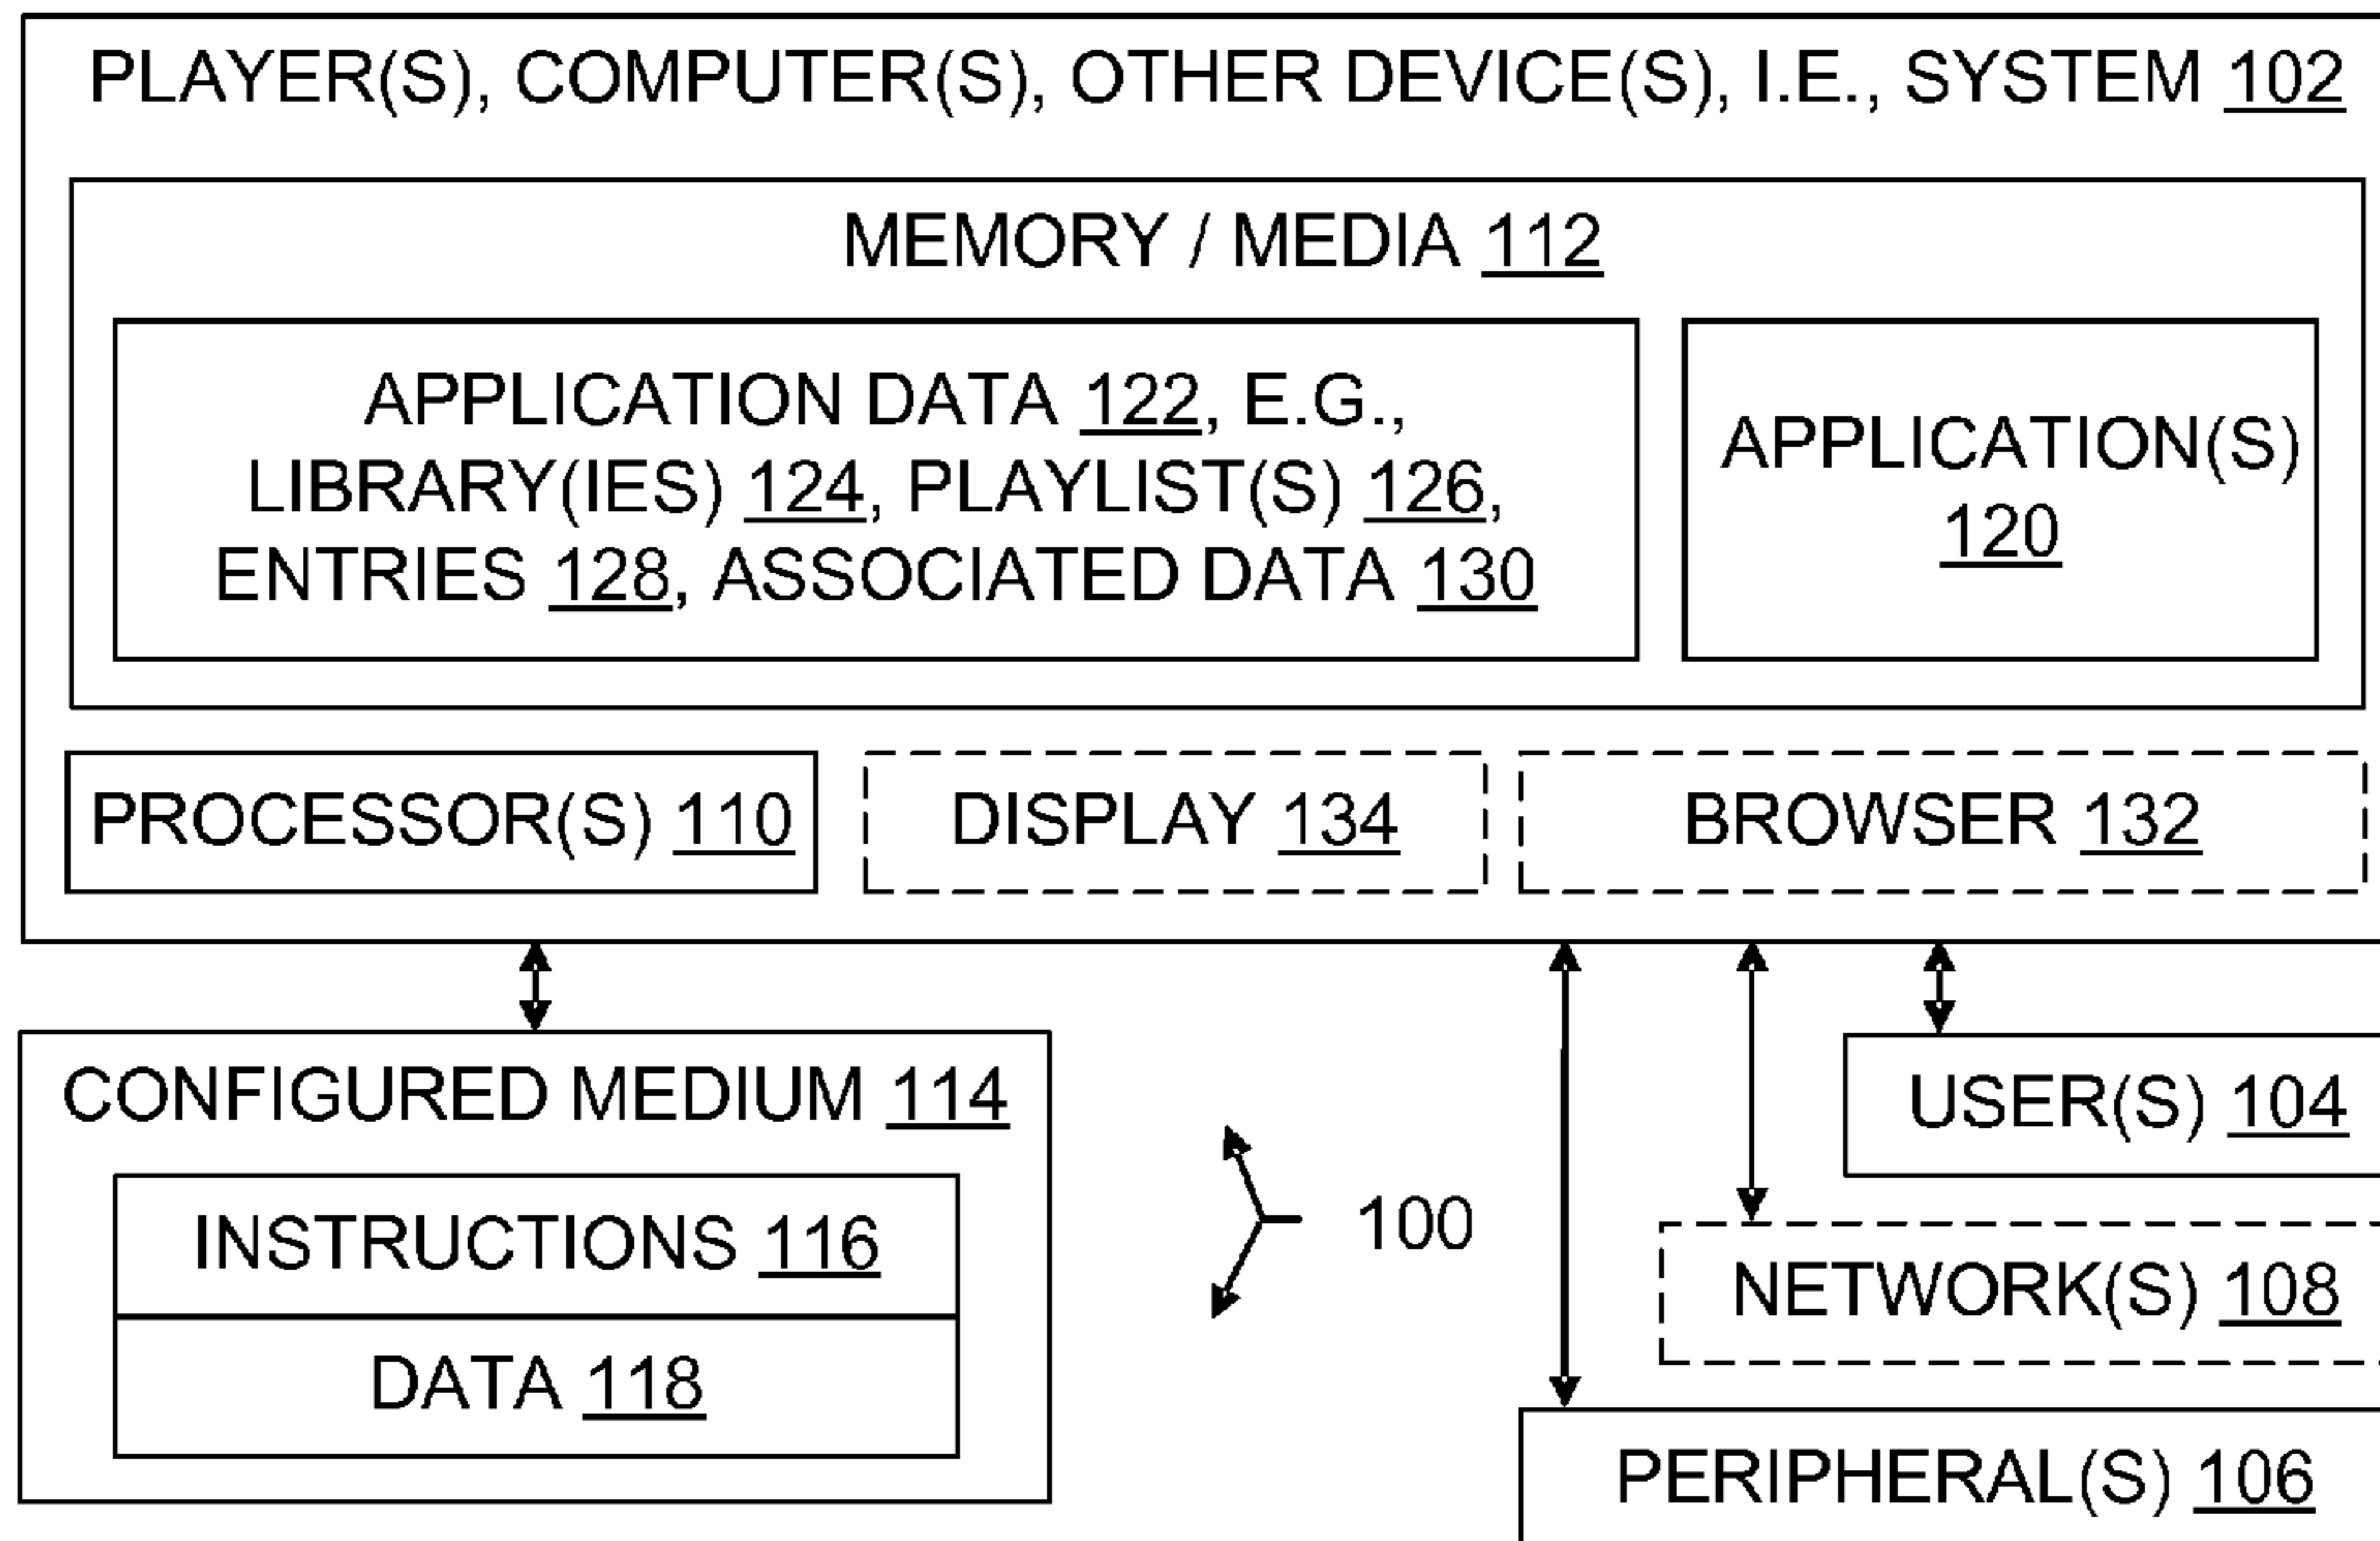 PLAYER(S), COMPUTER(S), OTHER DEVICE(S), I.E., SYSTEM 102
MEMORY / MEDIA 112
APPLICATION DATA 122, E.G.,
LIBRARY(IES) 124, PLAYLIST(S) 126,
ENTRIES 128, ASSOCIATED DATA 130
APPLICATION(S)
120
PROCESSOR(S) 110
DISPLAY 134
BROWSER 132
CONFIGURED MEDIUM 114
INSTRUCTIONS 116
DATA 118
100
USER(S) 104
NETWORK(S) 108
PERIPHERAL(S) 106